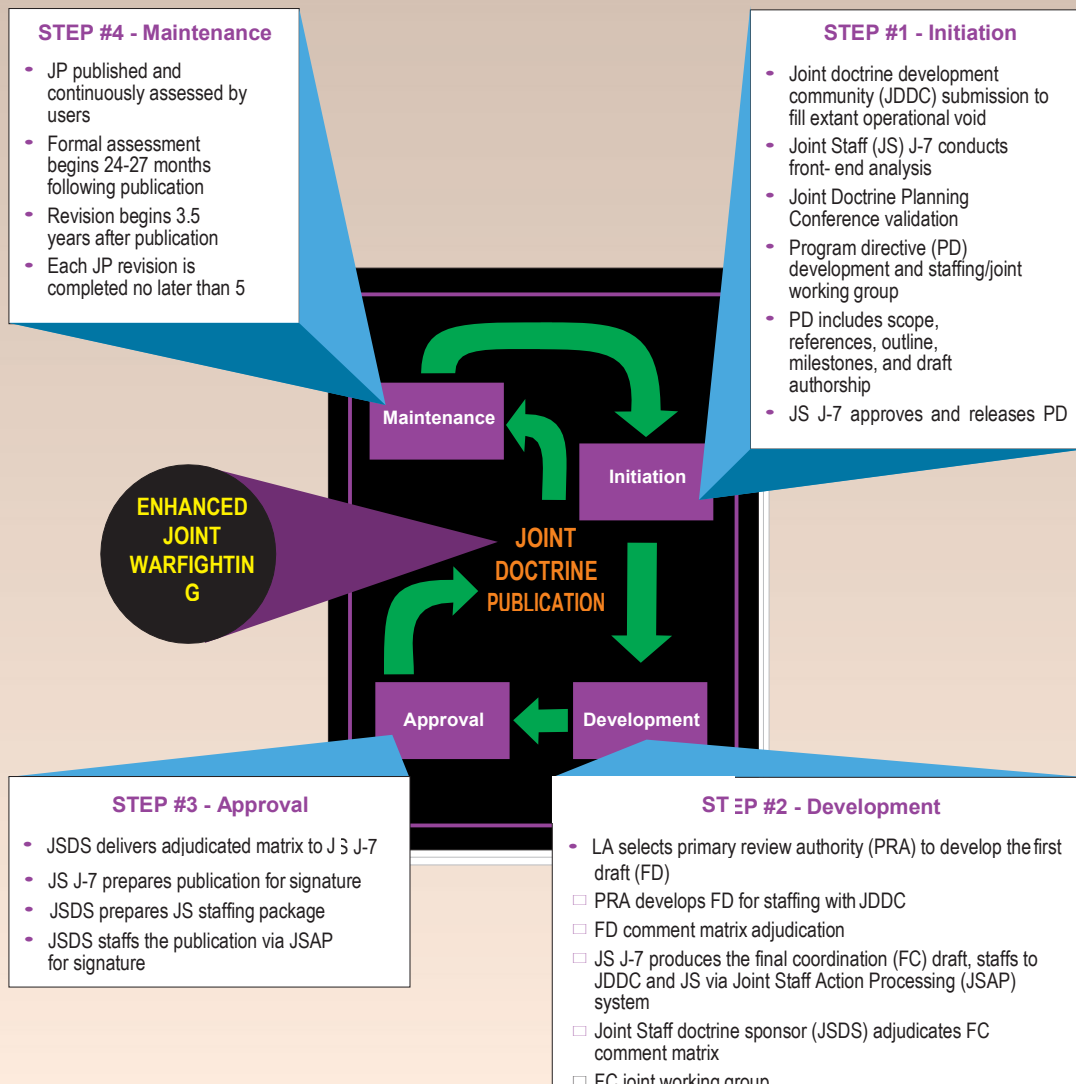 STEP #4 - Maintenance
• JP published and
continuously assessed by
users
• Formal assessment
begins 24-27 months
following publication
• Revision begins 3.5
years after publication
• Each JP revision is
completed no later than 5
STEP #1 - Initiation
• Joint doctrine development
community (JDDC) submission to
fill extant operational void
• Joint Staff (JS) J-7 conducts
front- end analysis
• Joint Doctrine Planning
Conference validation
• Program directive (PD)
development and staffing/joint
working group
• PD includes scope,
references, outline,
milestones, and draft
authorship
• JS J-7 approves and releases PD
Maintenance
Initiation
ENHANCED
JOINT
WARFIGHTIN
G
JOINT
DOCTRINE
PUBLICATION
Approval
Development
STEP #3 - Approval
• JSDS delivers adjudicated matrix to JS J-7
• JS J-7 prepares publication for signature
• JSDS prepares JS staffing package
• JSDS staffs the publication via JSAP
for signature
STEP #2 - Development
• LA selects primary review authority (PRA) to develop the first
draft (FD)
□ PRA develops FD for staffing with JDDC
□ FD comment matrix adjudication
□ JS J-7 produces the final coordination (FC) draft, staffs to
JDDC and JS via Joint Staff Action Processing (JSAP)
system
□ Joint Staff doctrine sponsor (JSDS) adjudicates FC
comment matrix
□ FC joint working group